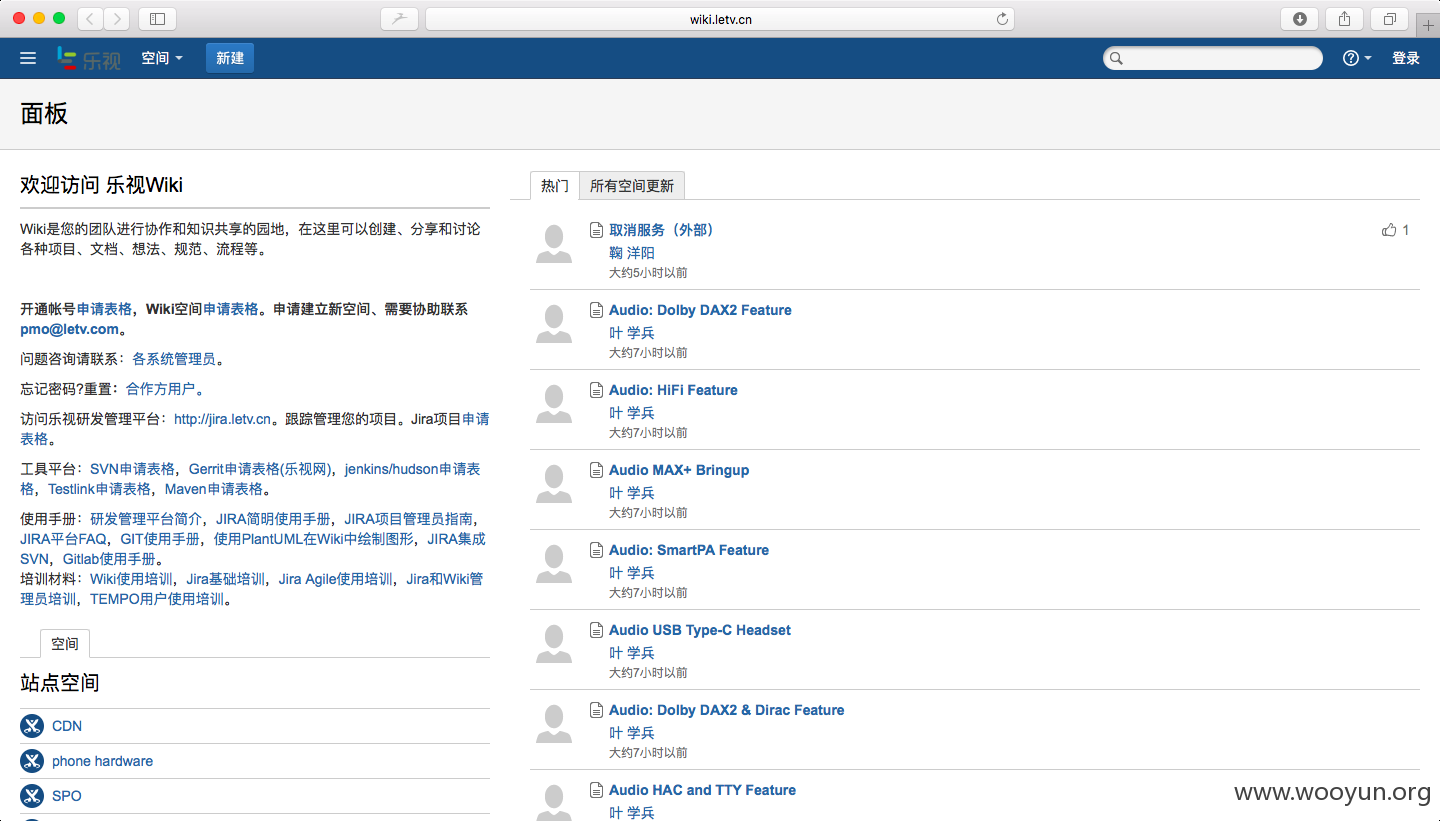 wiki.letv.cn
乐视
空间
新建
登录
面板
欢迎访问 乐视Wiki
Wiki是您的团队进行协作和知识共享的园地，在这里可以创建、分享和讨论
各种项目、文档、想法、规范、流程等。
开通帐号申请表格，Wiki空间申请表格。申请建立新空间、需要协助联系
pmo@letv.com。
问题咨询请联系：各系统管理员。
忘记密码?重置：合作方用户。
访问乐视研发管理平台：http://jira.letv.cn。跟踪管理您的项目。Jira项目申请
表格。
工具平台：SVN申请表格，Gerrit申请表格(乐视网)，jenkins/hudson申请表
格，Testlink申请表格，Maven申请表格。
使用手册：研发管理平台简介，JIRA简明使用手册，JIRA项目管理员指南，
JIRA平台FAQ，GIT使用手册，使用PlantUML在Wiki中绘制图形，JIRA集成
SVN，Gitlab使用手册。
培训材料：Wiki使用培训，Jira基础培训，Jira Agile使用培训，Jira和Wiki管
理员培训，TEMPO用户使用培训。
空间
站点空间
CDN
phone hardware
SPO
热门
所有空间更新
取消服务（外部）
1
鞠 洋阳
大约5小时以前
Audio: Dolby DAX2 Feature
叶 学兵
大约7小时以前
Audio: HiFi Feature
叶 学兵
大约7小时以前
Audio MAX+ Bringup
叶 学兵
大约7小时以前
Audio: SmartPA Feature
叶 学兵
大约7小时以前
Audio USB Type-C Headset
叶 学兵
大约7小时以前
Audio: Dolby DAX2 & Dirac Feature
叶 学兵
大约7小时以前
Audio HAC and TTY Feature
叶 学兵
www.wooyun.org